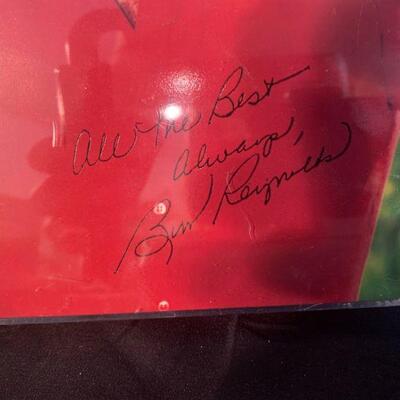 All the Best
Always,
Burt Reynolds